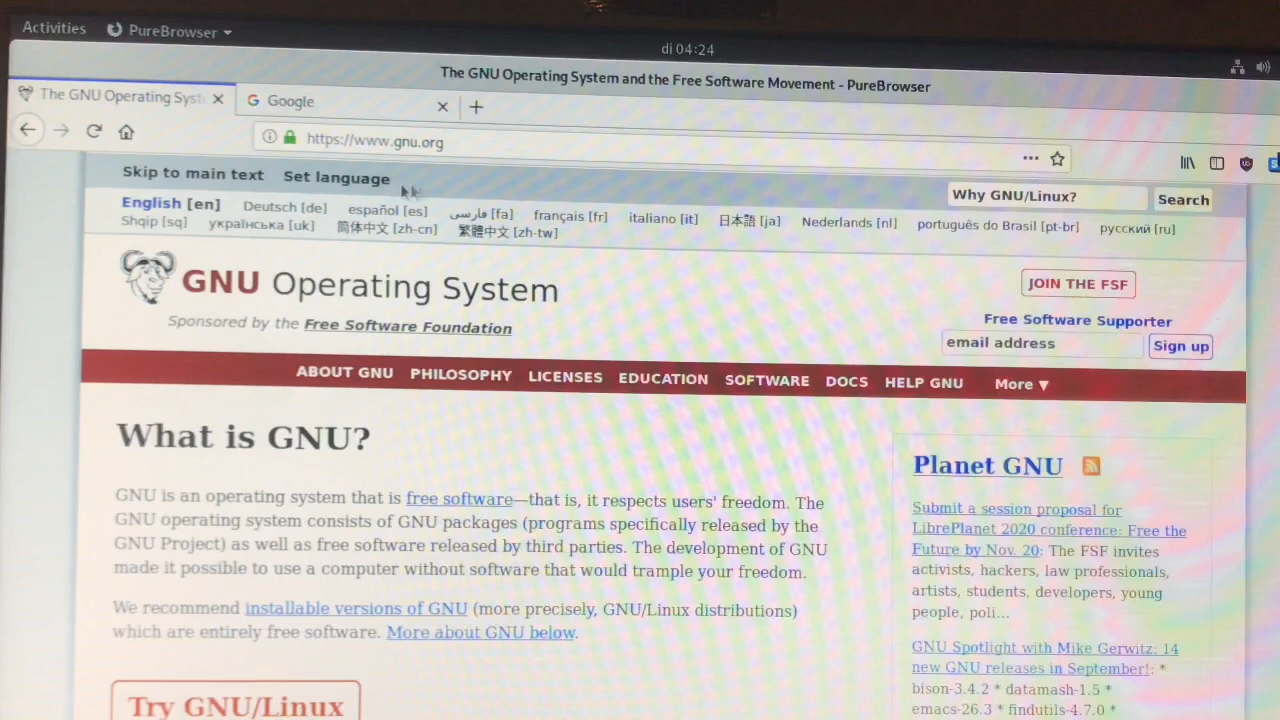 Activities PureBrowser
di 04:24
The GNU Operating System and the Free Software Movement - PureBrowser
The GNU Operating Syst
Google
https://www.gnu.org
Skip to main text Set language
Why GNU/Linux? Search
English [en] Deutsch [de] español [es] فارسی [fa] français [fr] italiano [it] 日本語 [ja] Nederlands [nl] português do Brasil [pt-br] русский [ru]
Shqip [sq] українська [uk] 简体中文 [zh-cn] 繁體中文 [zh-tw]
GNU Operating System
Sponsored by the Free Software Foundation
JOIN THE FSF
Free Software Supporter
email address Sign up
ABOUT GNU PHILOSOPHY LICENSES EDUCATION SOFTWARE DOCS HELP GNU More ▼
What is GNU?
GNU is an operating system that is free software—that is, it respects users' freedom. The
GNU operating system consists of GNU packages (programs specifically released by the
GNU Project) as well as free software released by third parties. The development of GNU
made it possible to use a computer without software that would trample your freedom.
We recommend installable versions of GNU (more precisely, GNU/Linux distributions)
which are entirely free software. More about GNU below.
Try GNU/Linux
Planet GNU
Submit a session proposal for
LibrePlanet 2020 conference: Free the
Future by Nov. 20: The FSF invites
activists, hackers, law professionals,
artists, students, developers, young
people, poli...
GNU Spotlight with Mike Gerwitz: 14
new GNU releases in September!: *
bison-3.4.2 * datamash-1.5 *
emacs-26.3 * findutils-4.7.0 *